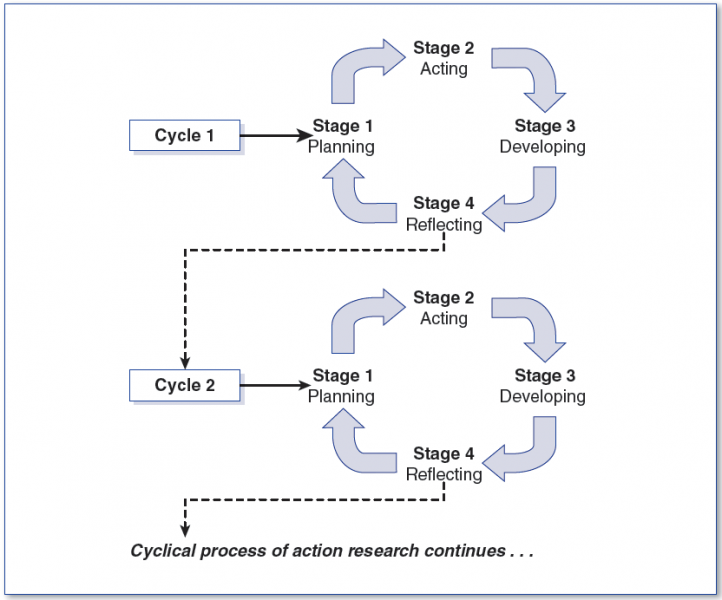 Stage 2
Acting
Cycle 1
Stage 1
Planning
Stage 3
Developing
Stage 4
Reflecting
Stage 2
Acting
Cycle 2
Stage 1
Planning
Stage 3
Developing
Stage 4
Reflecting
Cyclical process of action research continues . . .